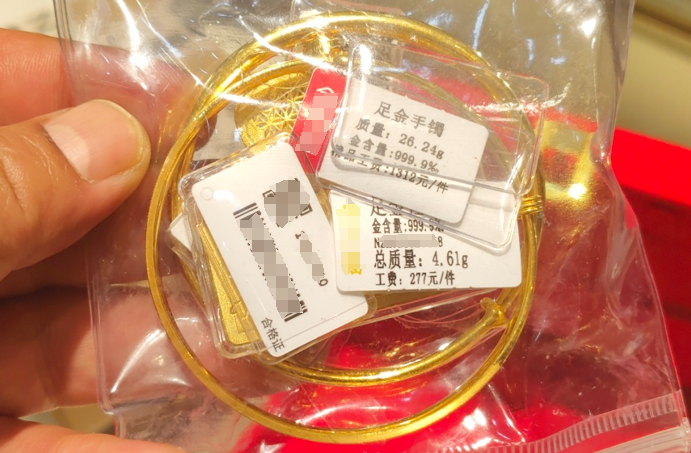 足金手镯
质量: 26.24g
金含量:999.9%
品工费:1312元/件
足金
金含量:999.
总质量: 4.61g
工费: 277元/件
合格证